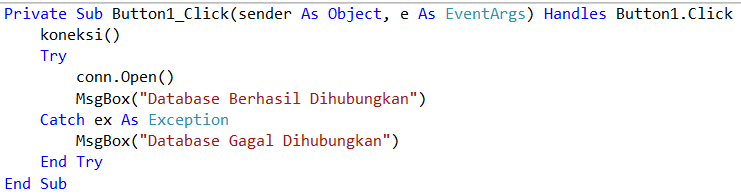 Private Sub Button1_Click(sender As Object, e As EventArgs) Handles Button1.Click
    koneksi()
    Try
        conn.Open()
        MsgBox("Database Berhasil Dihubungkan")
    Catch ex As Exception
        MsgBox("Database Gagal Dihubungkan")
    End Try
End Sub